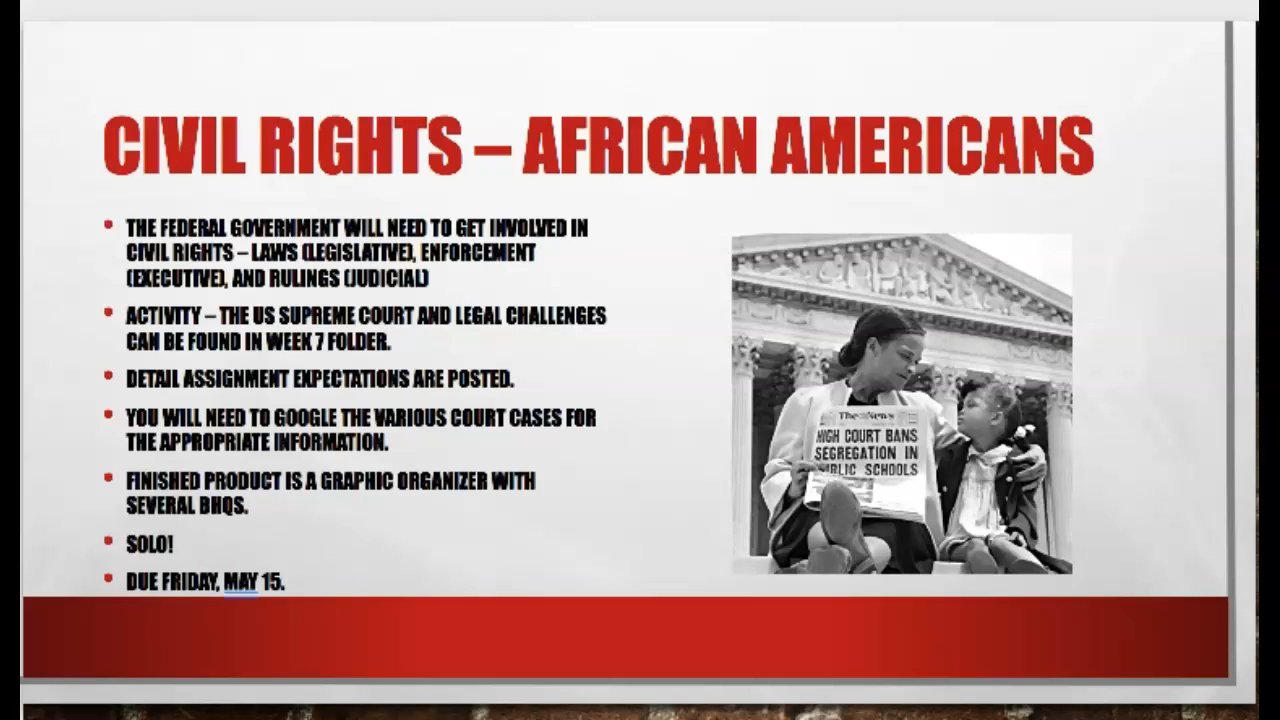 CIVIL RIGHTS – AFRICAN AMERICANS
• THE FEDERAL GOVERNMENT WILL NEED TO GET INVOLVED IN
CIVIL RIGHTS – LAWS (LEGISLATIVE), ENFORCEMENT
(EXECUTIVE), AND RULINGS (JUDICIAL)
• ACTIVITY – THE US SUPREME COURT AND LEGAL CHALLENGES
CAN BE FOUND IN WEEK 7 FOLDER.
• DETAIL ASSIGNMENT EXPECTATIONS ARE POSTED.
• YOU WILL NEED TO GOOGLE THE VARIOUS COURT CASES FOR
THE APPROPRIATE INFORMATION.
• FINISHED PRODUCT IS A GRAPHIC ORGANIZER WITH
SEVERAL BHQS.
• SOLO!
• DUE FRIDAY, MAY 15.
The News
HIGH COURT BANS
SEGREGATION IN
PUBLIC SCHOOLS